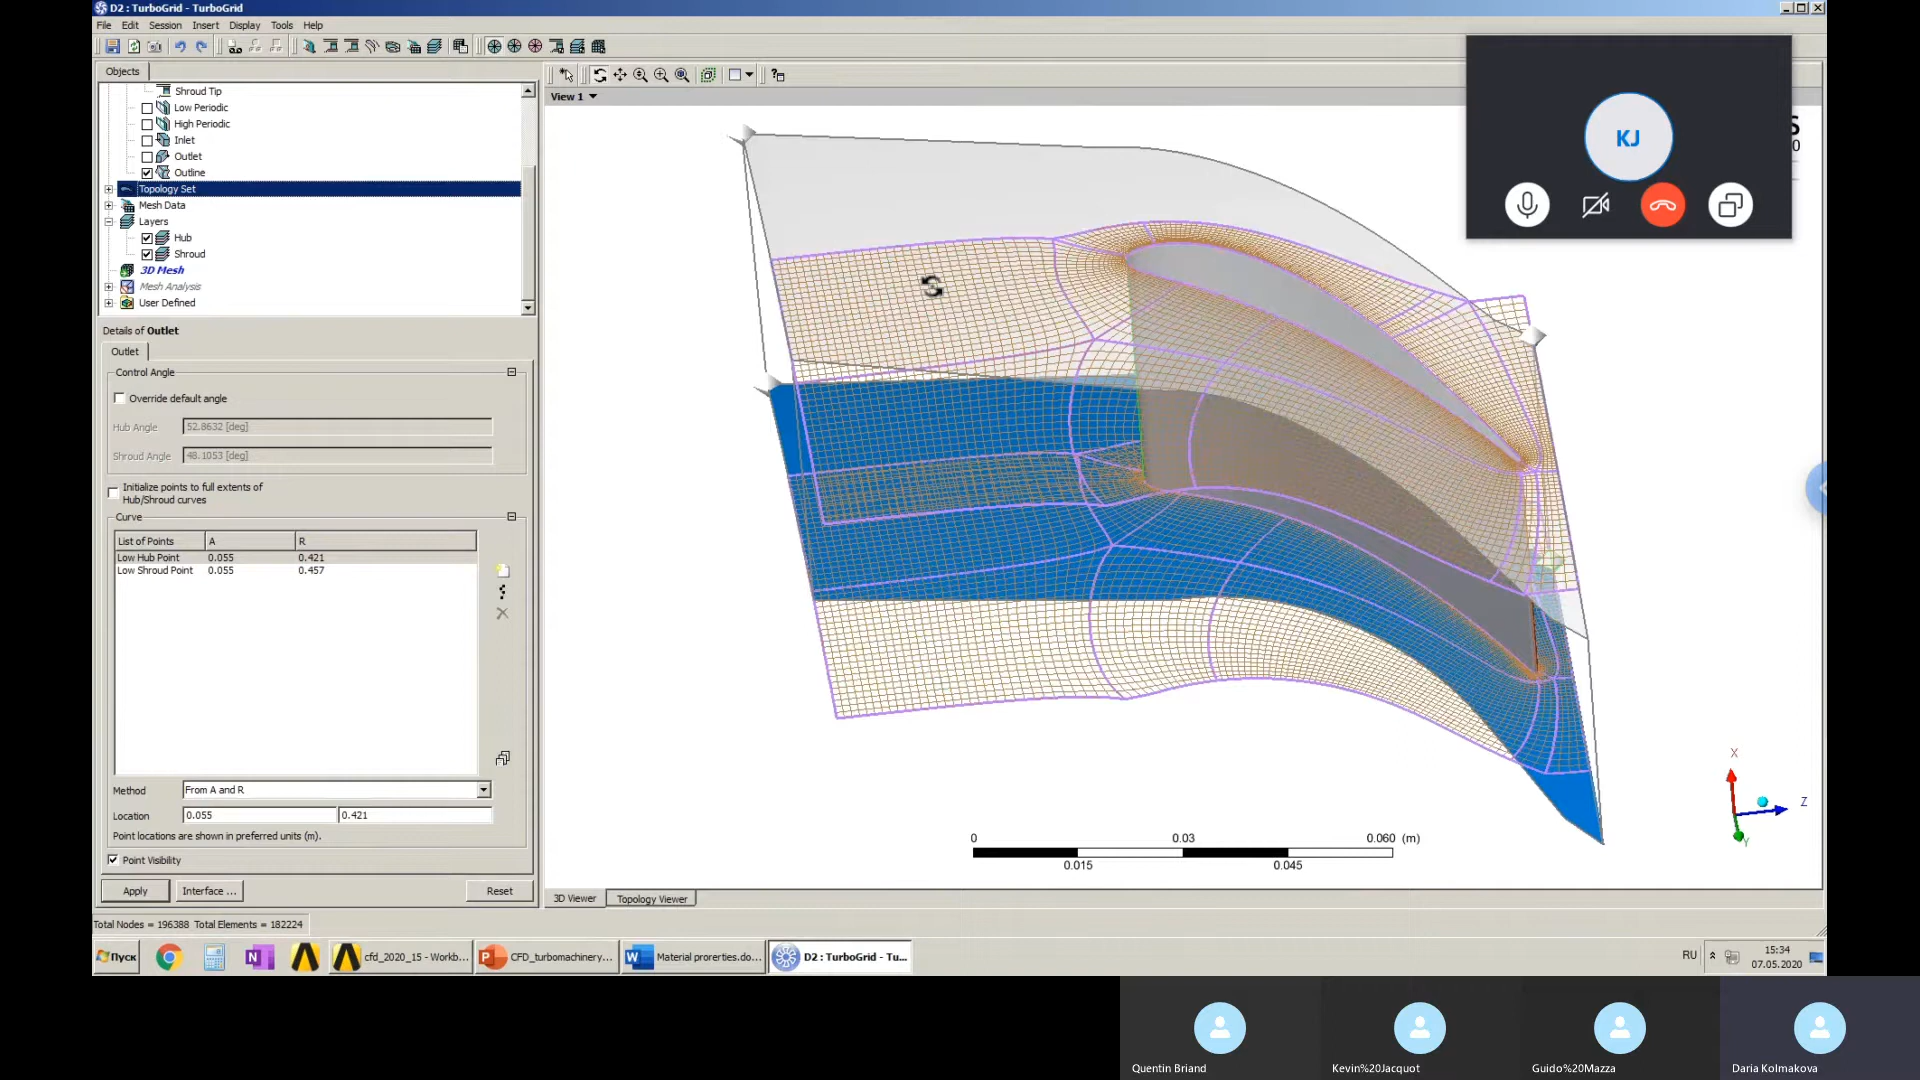 D2 : TurboGrid - TurboGrid
File Edit Session Insert Display Tools Help
Objects
Shroud Tip
Low Periodic
High Periodic
Inlet
Outlet
Outline
Topology Set
Mesh Data
Layers
Hub
Shroud
3D Mesh
Mesh Analysis
User Defined
Details of Outlet
Outlet
Control Angle
Override default angle
Hub Angle 52.8632 [deg]
Shroud Angle 48.1053 [deg]
Initialize points to full extents of
Hub/Shroud curves
Curve
List of Points A R
Low Hub Point 0.055 0.421
Low Shroud Point 0.055 0.457
Method From A and R
Location 0.055 0.421
Point locations are shown in preferred units (m).
Point Visibility
Apply Interface ... Reset
Total Nodes = 196388 Total Elements = 182224
View 1
S
0
KJ
X
Z
Y
0 0.03 0.060 (m)
0.015 0.045
3D Viewer Topology Viewer
Пуск
cfd_2020_15 - Workb...
CFD_turbomachinery...
Material prorerties.do...
D2 : TurboGrid - Tu...
RU
15:34
07.05.2020
Quentin Briand
Kevin%20Jacquot
Guido%20Mazza
Daria Kolmakova